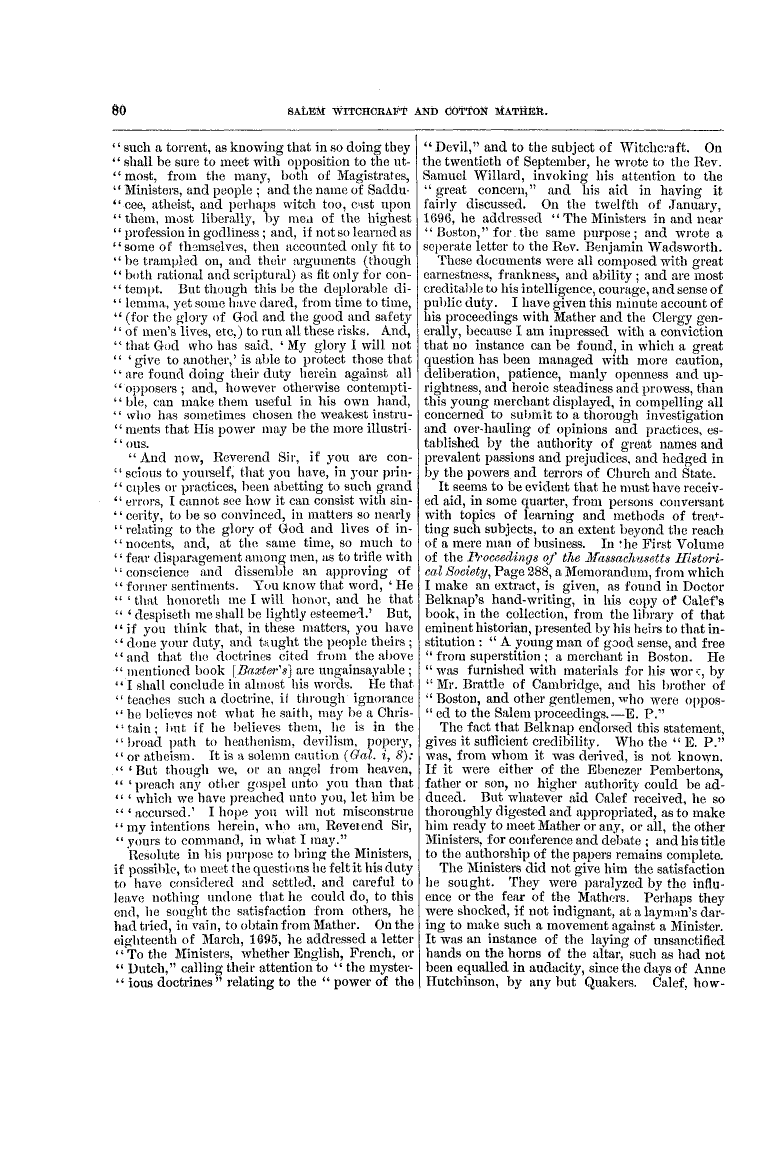 80
SALEM WITCHCRAFT AND COTTON MATHER.
“ such a torrent, as knowing that in so doing they
“ shall be sure to meet with opposition to the ut-
“ most, from the many, both of Magistrates,
“ Ministers, and people ; and the name of Saddu-
“ cee, atheist, and perhaps witch too, cast upon
“ them, most liberally, by men of the highest
“ profession in godliness ; and, if not so learned as
“ some of themselves, then accounted only fit to
“ be trampled on, and their arguments (though
“ both rational and scriptural) as fit only for con-
“ tempt. But though this be the deplorable di-
“ lemma, yet some have dared, from time to time,
“ (for the glory of God and the good and safety
“ of men's lives, etc,) to run all these risks. And,
“ that God who has said, ‘ My glory I will not
“ ‘ give to another,’ is able to protect those that
“ are found doing their duty herein against all
“ opposers ; and, however otherwise contempti-
“ ble, can make them useful in his own hand,
“ who has sometimes chosen the weakest instru-
“ ments that His power may be the more illustri-
“ ous.
“ And now, Reverend Sir, if you are con-
“ scious to yourself, that you have, in your prin-
“ ciples or practices, been abetting to such grand
“ errors, I cannot see how it can consist with sin-
“ cerity, to be so convinced, in matters so nearly
“ relating to the glory of God and lives of in-
“ nocents, and, at the same time, so much to
“ fear disparagement among men, as to trifle with
“ conscience and dissemble an approving of
“ former sentiments. You know that word, ‘ He
“ ‘ that honoreth me I will honor, and he that
“ ‘ despiseth me shall be lightly esteemed.’ But,
“ if you think that, in these matters, you have
“ done your duty, and taught the people theirs ;
“ and that the doctrines cited from the above
“ mentioned book [Baxter's] are ungainsayable ;
“ I shall conclude in almost his words. He that
“ teaches such a doctrine, if through ignorance
“ he believes not what he saith, may be a Chris-
“ tain ; but if he believes them, he is in the
“ broad path to heathenism, devilism, popery,
“ or atheism. It is a solemn caution (Gal. i, 8):
“ ‘ But though we, or an angel from heaven,
“ ‘ preach any other gospel unto you than that
“ ‘ which we have preached unto you, let him be
“ ‘ accursed.’ I hope you will not misconstrue
“ my intentions herein, who am, Reverend Sir,
“ yours to command, in what I may.”
Resolute in his purpose to bring the Ministers,
if possible, to meet the questions he felt it his duty
to have considered and settled, and careful to
leave nothing undone that he could do, to this
end, he sought the satisfaction from others, he
had tried, in vain, to obtain from Mather. On the
eighteenth of March, 1695, he addressed a letter
“ To the Ministers, whether English, French, or
“ Dutch,” calling their attention to “ the myster-
“ ious doctrines ” relating to the “ power of the
“ Devil,” and to the subject of Witchcraft. On
the twentieth of September, he wrote to the Rev.
Samuel Willard, invoking his attention to the
“ great concern,” and his aid in having it
fairly discussed. On the twelfth of January,
1696, he addressed “ The Ministers in and near
“ Boston,” for the same purpose ; and wrote a
seperate letter to the Rev. Benjamin Wadsworth.
These documents were all composed with great
earnestness, frankness, and ability ; and are most
creditable to his intelligence, courage, and sense of
public duty. I have given this minute account of
his proceedings with Mather and the Clergy gen-
erally, because I am impressed with a conviction
that no instance can be found, in which a great
question has been managed with more caution,
deliberation, patience, manly openness and up-
rightness, and heroic steadiness and prowess, than
this young merchant displayed, in compelling all
concerned to submit to a thorough investigation
and over-hauling of opinions and practices, es-
tablished by the authority of great names and
prevalent passions and prejudices, and hedged in
by the powers and terrors of Church and State.
It seems to be evident that he must have receiv-
ed aid, in some quarter, from persons conversant
with topics of learning and methods of treat-
ting such subjects, to an extent beyond the reach
of a mere man of business. In the First Volume
of the Proceedings of the Massachusetts Histori-
cal Society, Page 288, a Memorandum, from which
I make an extract, is given, as found in Doctor
Belknap's hand-writing, in his copy of Calef's
book, in the collection, from the library of that
eminent historian, presented by his heirs to that in-
stitution : “ A young man of good sense, and free
“ from superstition ; a merchant in Boston. He
“ was furnished with materials for his work, by
“ Mr. Brattle of Cambridge, and his brother of
“ Boston, and other gentlemen, who were oppos-
“ ed to the Salem proceedings.—E. P.”
The fact that Belknap endorsed this statement,
gives it sufficient credibility. Who the “ E. P.”
was, from whom it was derived, is not known.
If it were either of the Ebenezer Pembertons,
father or son, no higher authority could be ad-
duced. But whatever aid Calef received, he so
thoroughly digested and appropriated, as to make
him ready to meet Mather or any, or all, the other
Ministers, for conference and debate ; and his title
to the authorship of the papers remains complete.
The Ministers did not give him the satisfaction
he sought. They were paralyzed by the influ-
ence or the fear of the Mathers. Perhaps they
were shocked, if not indignant, at a layman's dar-
ing to make such a movement against a Minister.
It was an instance of the laying of unsanctified
hands on the horns of the altar, such as had not
been equalled in audacity, since the days of Anne
Hutchinson, by any but Quakers. Calef, how-